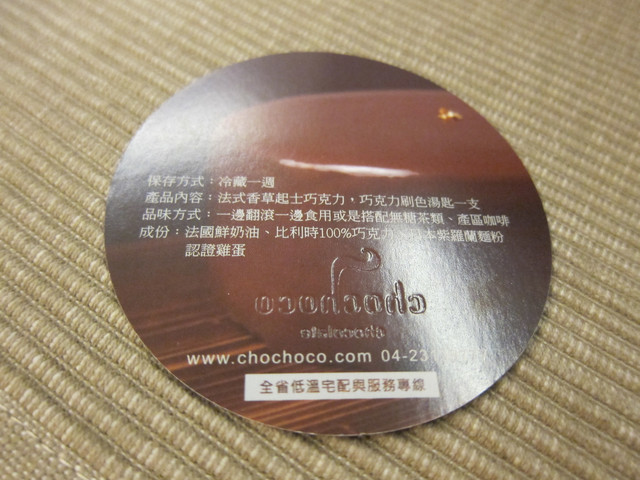 保存方式：冷藏一週
產品內容：法式香草起士巧克力，巧克力刷色湯匙一支
品味方式：一邊翻滾一邊食用或是搭配無糖茶類、產區咖啡
成份：法國鮮奶油、比利時100%巧克力、本紫羅蘭麵粉
認證雞蛋
www.chochoco.com 04-23
全省低溫宅配與服務專線